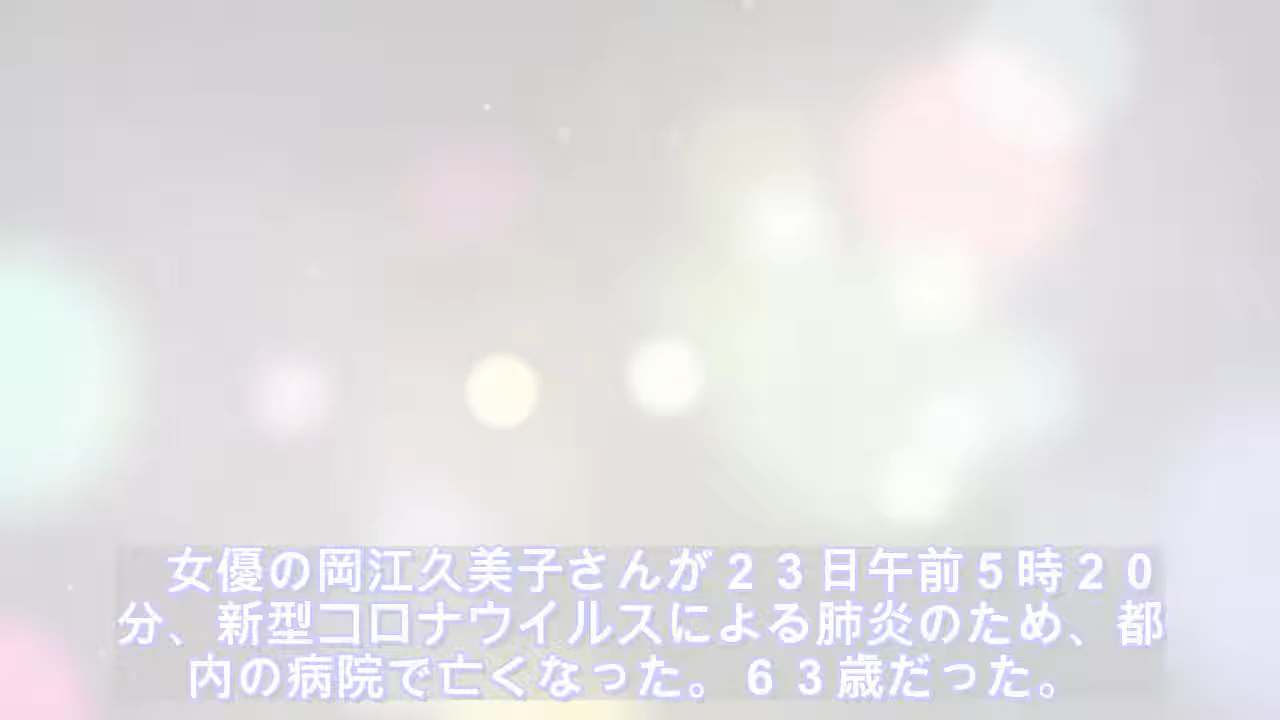 女優の岡江久美子さんが２３日午前５時２０
分、新型コロナウイルスによる肺炎のため、都
内の病院で亡くなった。６３歳だった。